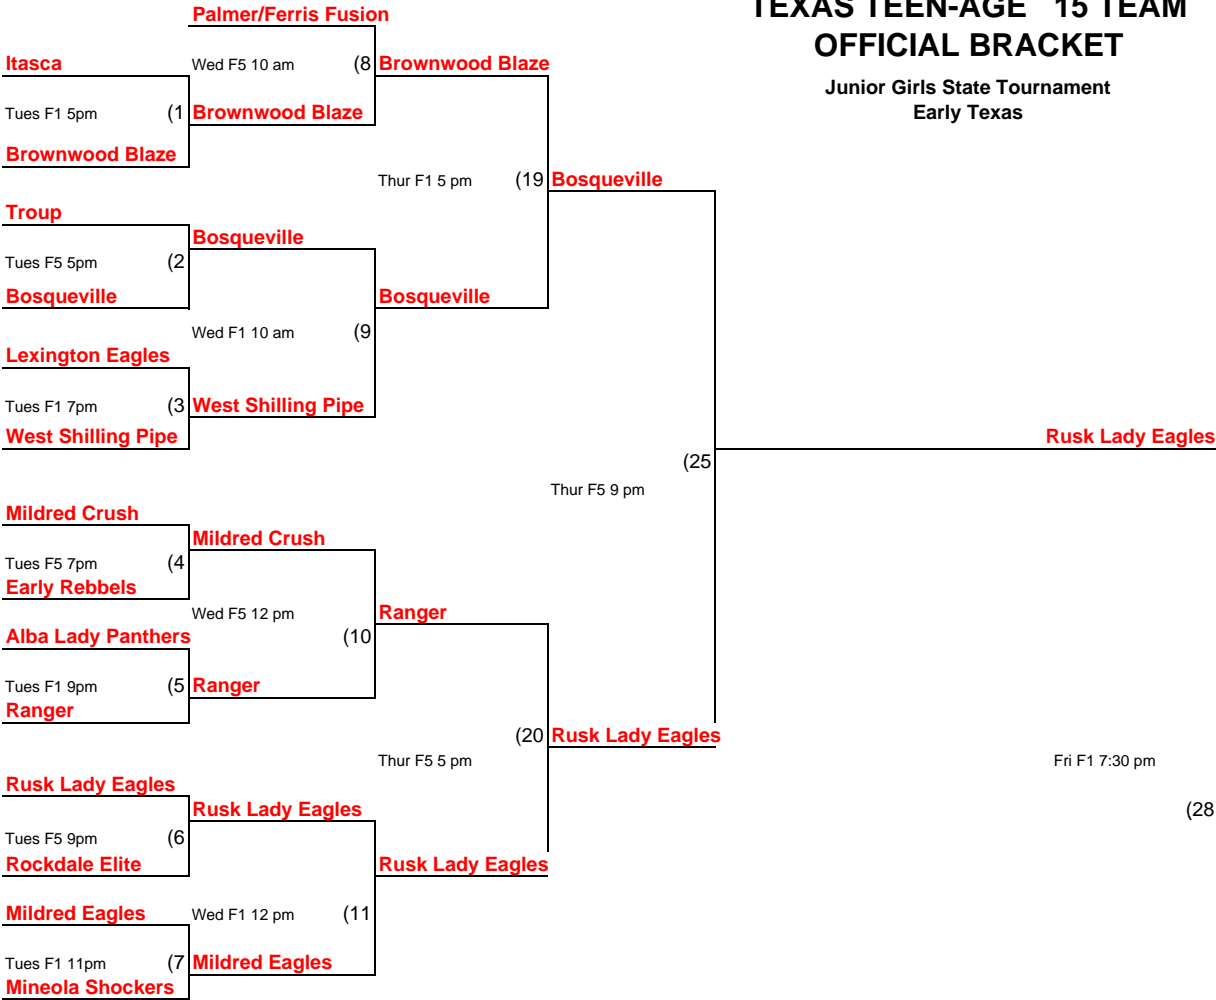 TEXAS TEEN-AGE 15 TEAM
OFFICIAL BRACKET
Junior Girls State Tournament
Early Texas
Palmer/Ferris Fusion
Itasca
Wed F5 10 am (8 Brownwood Blaze
Tues F1 5pm (1 Brownwood Blaze
Brownwood Blaze
Thur F1 5 pm (19 Bosqueville
Troup
Bosqueville
Tues F5 5pm (2
Bosqueville
Bosqueville
Wed F1 10 am (9
Lexington Eagles
Tues F1 7pm (3 West Shilling Pipe
West Shilling Pipe
Rusk Lady Eagles
(25
Thur F5 9 pm
Mildred Crush
Mildred Crush
Tues F5 7pm (4
Early Rebbels
Wed F5 12 pm
Ranger
Alba Lady Panthers
(10
Tues F1 9pm (5 Ranger
Ranger
(20 Rusk Lady Eagles
Thur F5 5 pm
Fri F1 7:30 pm
Rusk Lady Eagles
Rusk Lady Eagles
(28
Tues F5 9pm (6
Rockdale Elite
Rusk Lady Eagles
Mildred Eagles
Wed F1 12 pm (11
Tues F1 11pm (7 Mildred Eagles
Mineola Shockers